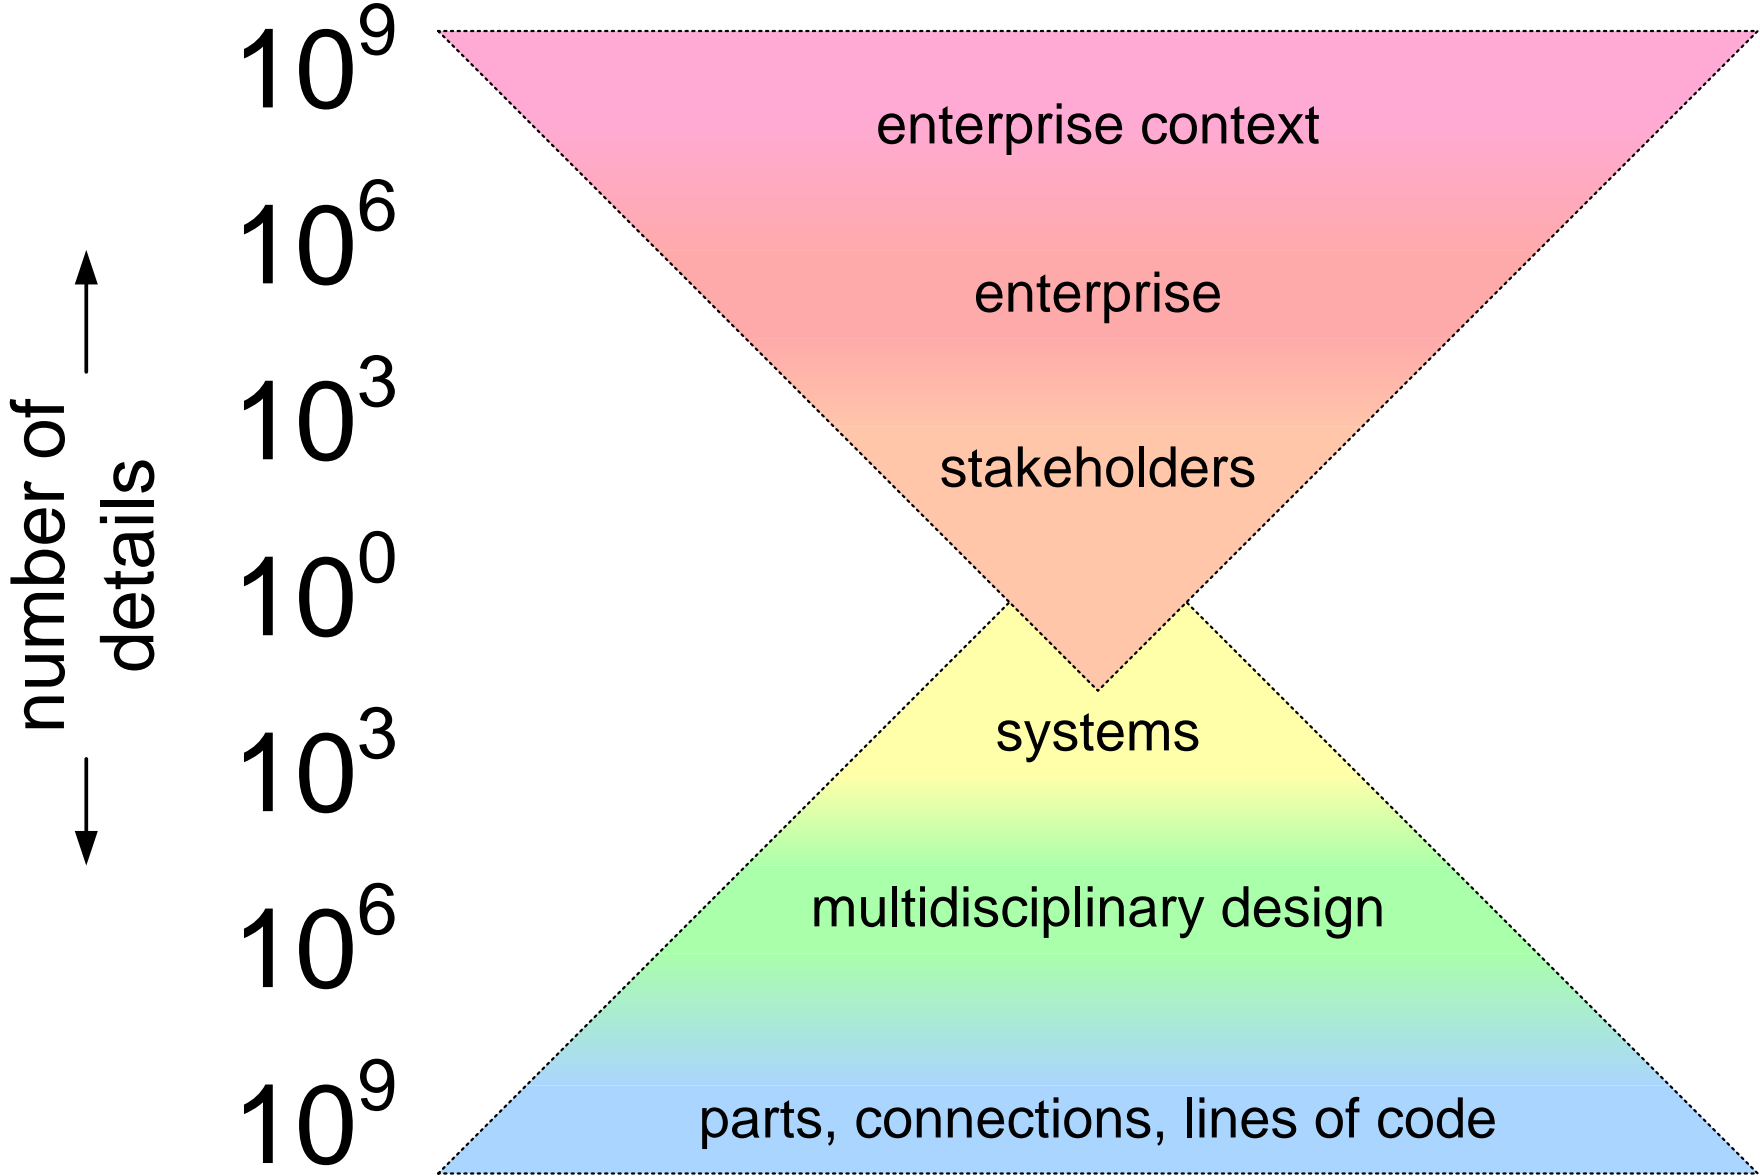 number of
details
10⁹
10⁶
10³
10⁰
10³
10⁶
10⁹
enterprise context
enterprise
stakeholders
systems
multidisciplinary design
parts, connections, lines of code